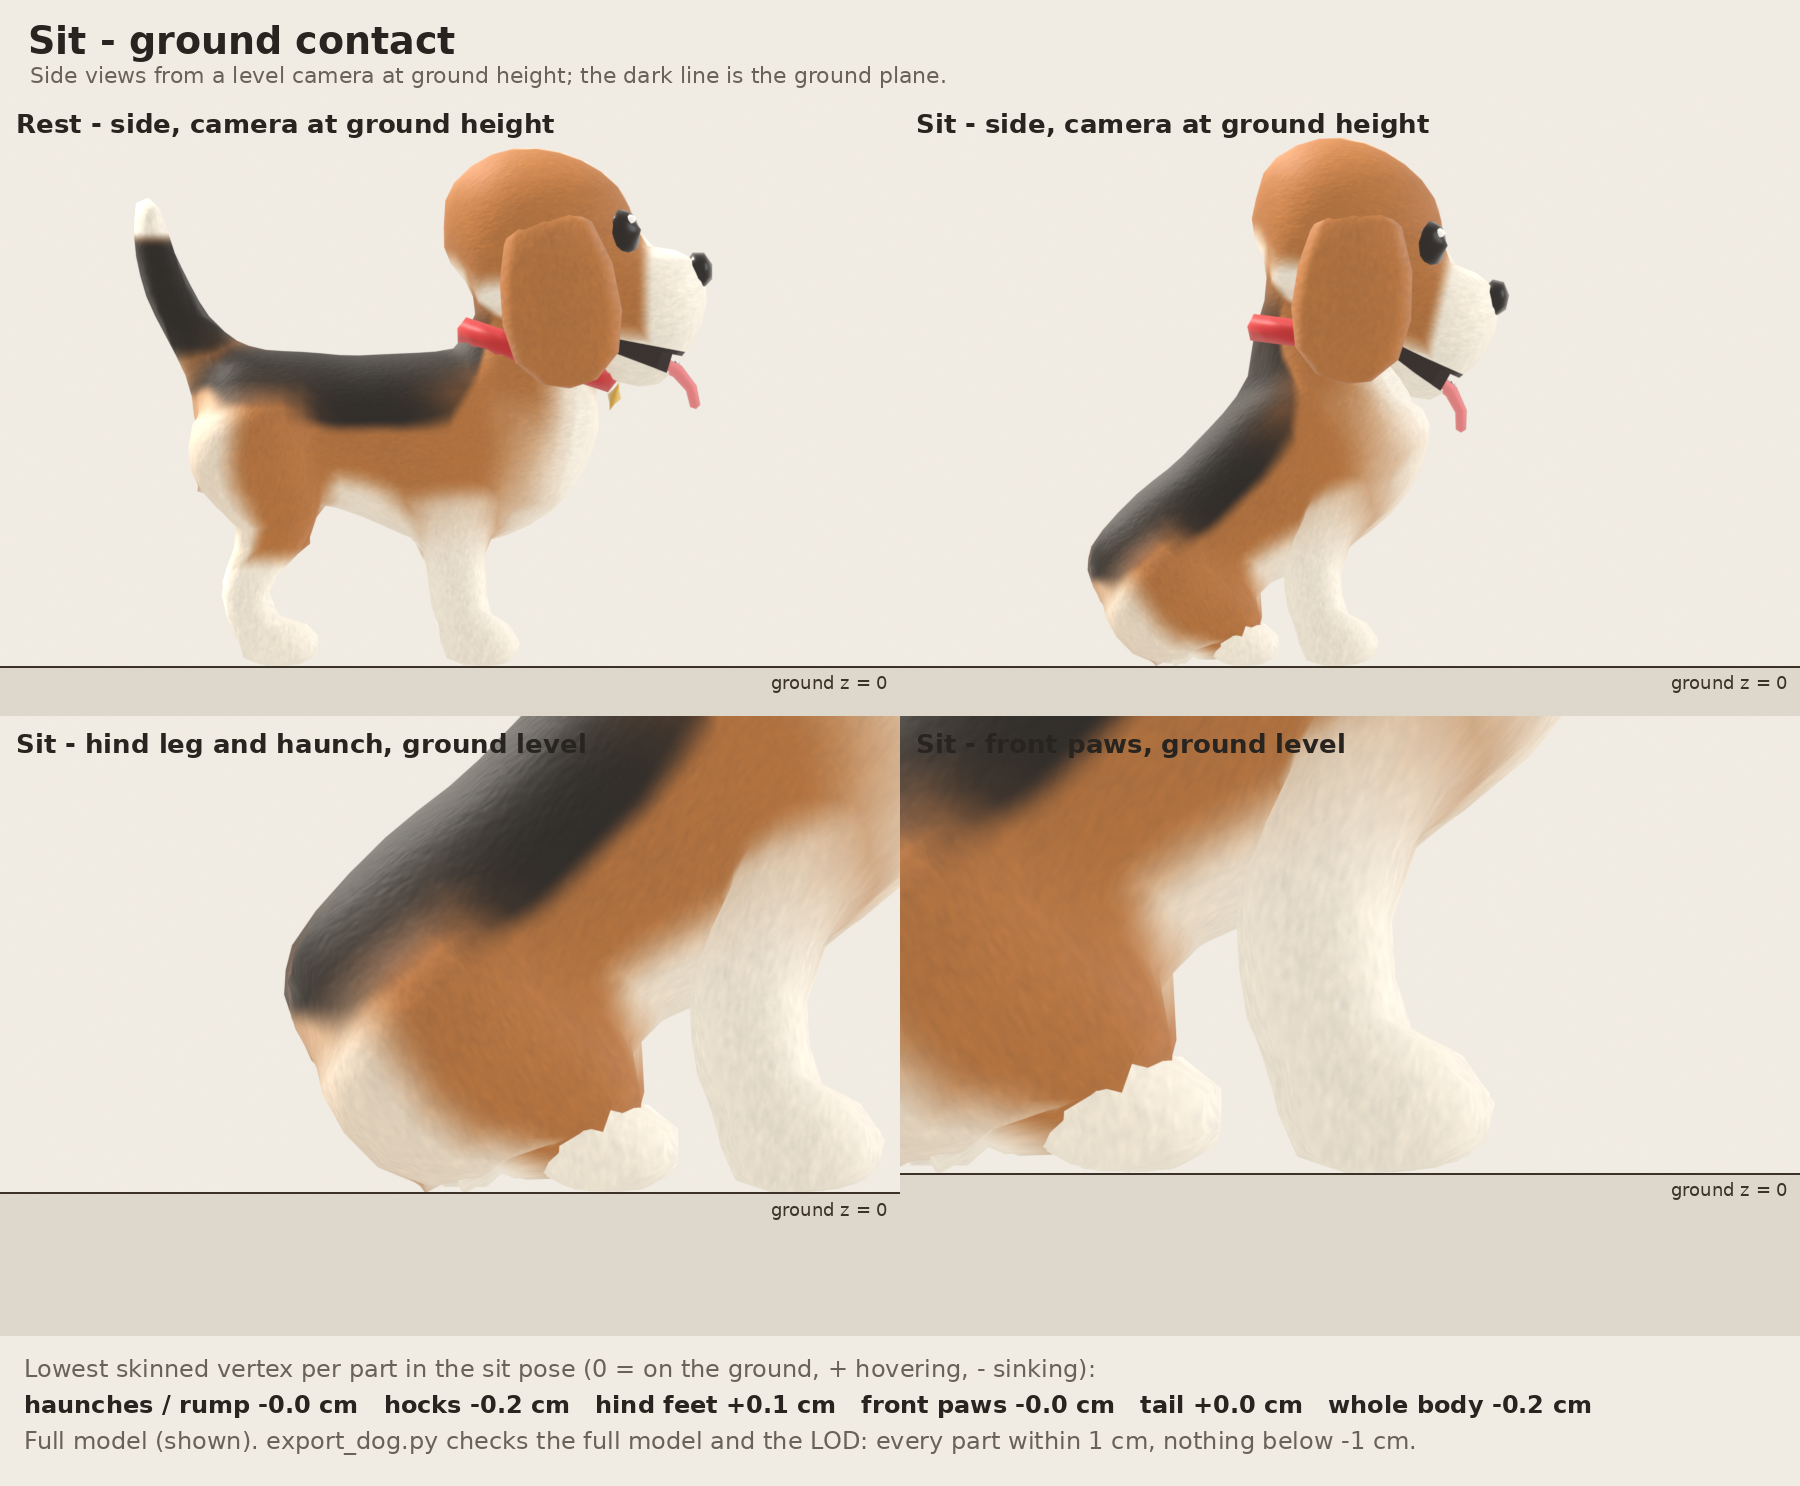 Sit - ground contact
Side views from a level camera at ground height; the dark line is the ground plane.
Rest - side, camera at ground height
Sit - side, camera at ground height
ground z = 0
ground z = 0
Sit - hind leg and haunch, ground level
Sit - front paws, ground level
ground z = 0
ground z = 0
Lowest skinned vertex per part in the sit pose (0 = on the ground, + hovering, - sinking):
haunches / rump -0.0 cm hocks -0.2 cm hind feet +0.1 cm front paws -0.0 cm tail +0.0 cm whole body -0.2 cm
Full model (shown). export_dog.py checks the full model and the LOD: every part within 1 cm, nothing below -1 cm.